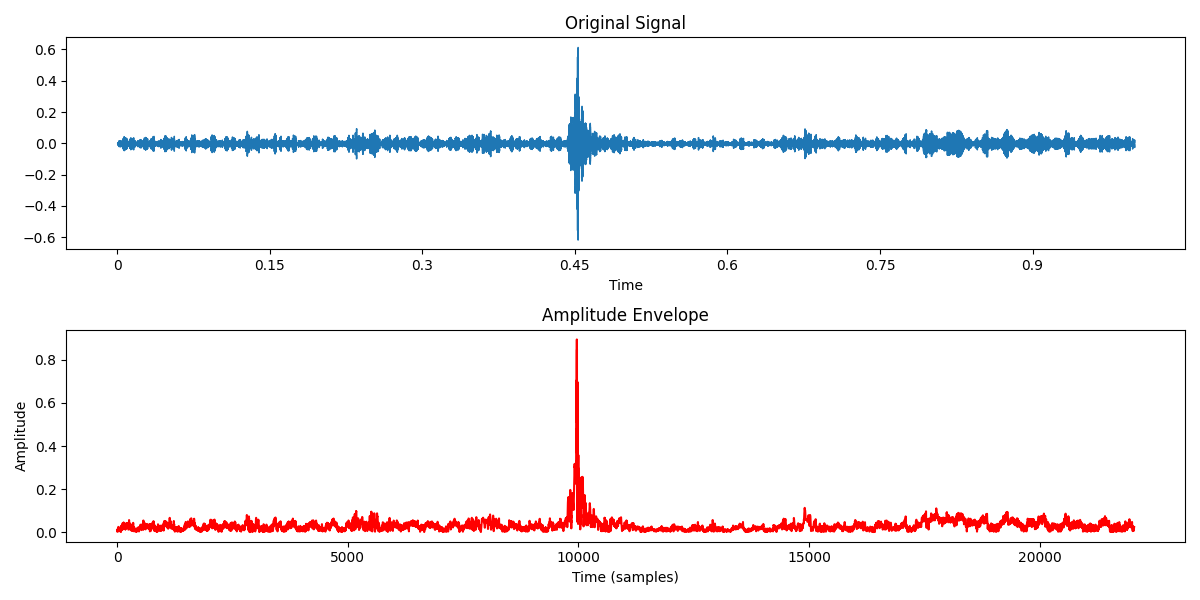 Original Signal
0.6
0.4
0.2
0.0
−0.2
−0.4
−0.6
0 0.15 0.3 0.45 0.6 0.75 0.9
Time
Amplitude Envelope
Amplitude
0.8
0.6
0.4
0.2
0.0
0 5000 10000 15000 20000
Time (samples)